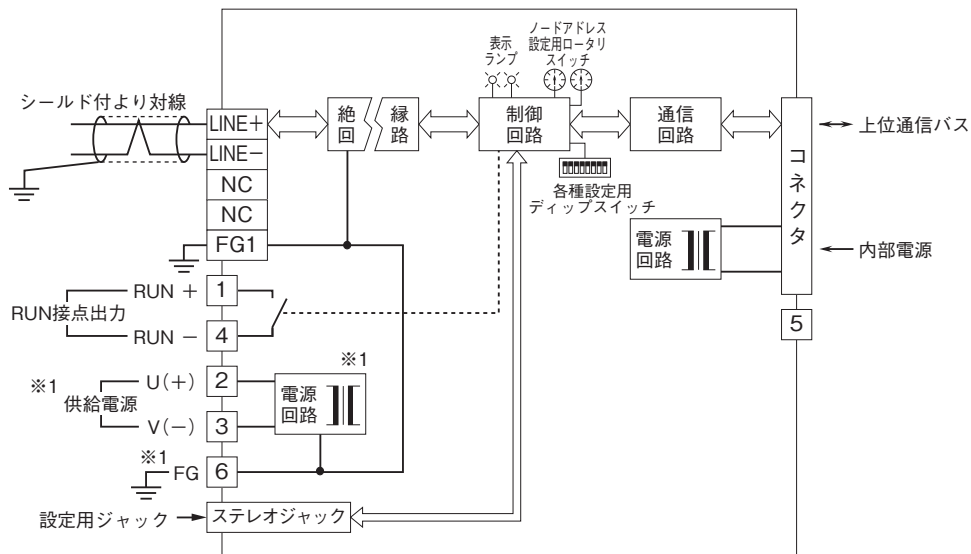 ノードアドレス
設定用ロータリ
スイッチ
表示
ランプ
シールド付より対線
LINE+
LINE−
NC
NC
FG1
絶 縁
回 路
制御
回路
通信
回路
上位通信バス
コネクタ
各種設定用
ディップスイッチ
電源
回路
内部電源
5
RUN +
1
RUN接点出力
RUN −
4
※1
供給電源
U(+)
2
V(−)
3
※1
電源
回路
※1
FG
6
設定用ジャック
ステレオジャック